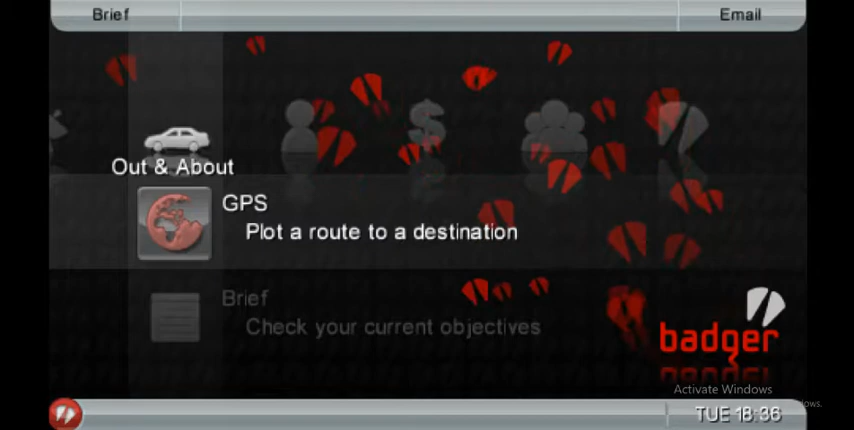 Brief
Email
Out & About
GPS
Plot a route to a destination
Brief
Check your current objectives
badger
Activate Windows
TUE 18:36